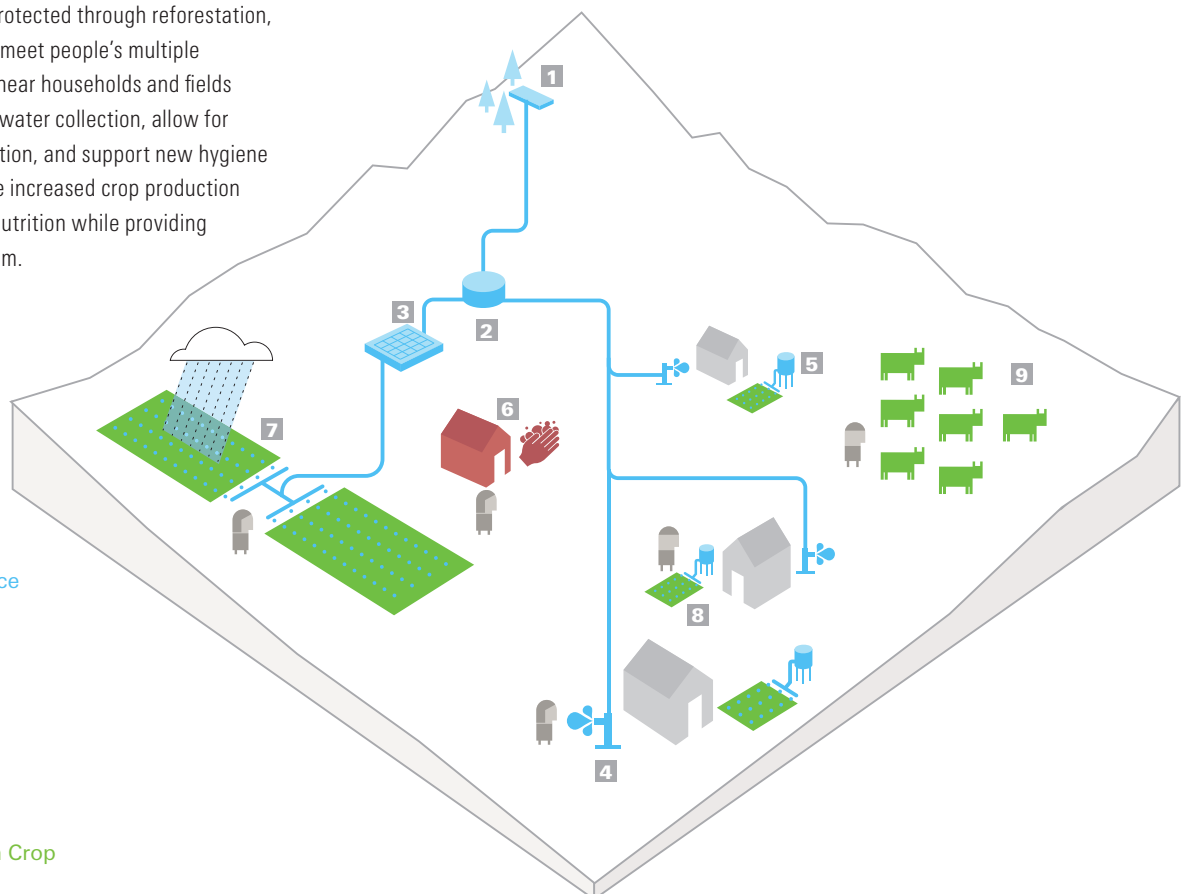 rotected through reforestation,
meet people’s multiple
near households and fields
water collection, allow for
tion, and support new hygiene
e increased crop production
utrition while providing
m.
1
2
3
5
9
6
7
8
ce
4
Crop